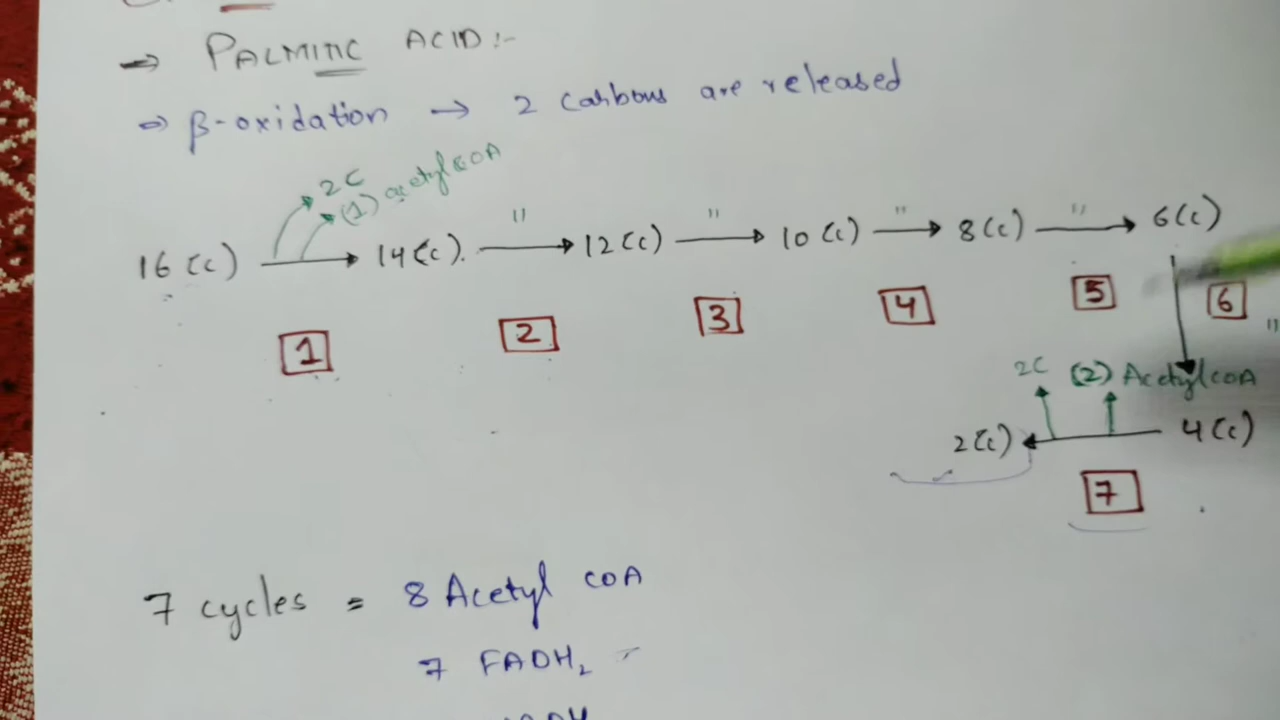 → PALMITIC ACID:-
⇒ β-oxidation → 2 Carbons are released
2C
(1) acetyl COA
16 (C) → 14 (C). → 12 (C) → 10 (C) → 8 (C) → 6 (C)
" " " "
1 2 3 4 5 6
"
2C (2) Acetyl COA
2 (C) ← 4 (C)
7
7 cycles = 8 Acetyl COA
7 FADH₂